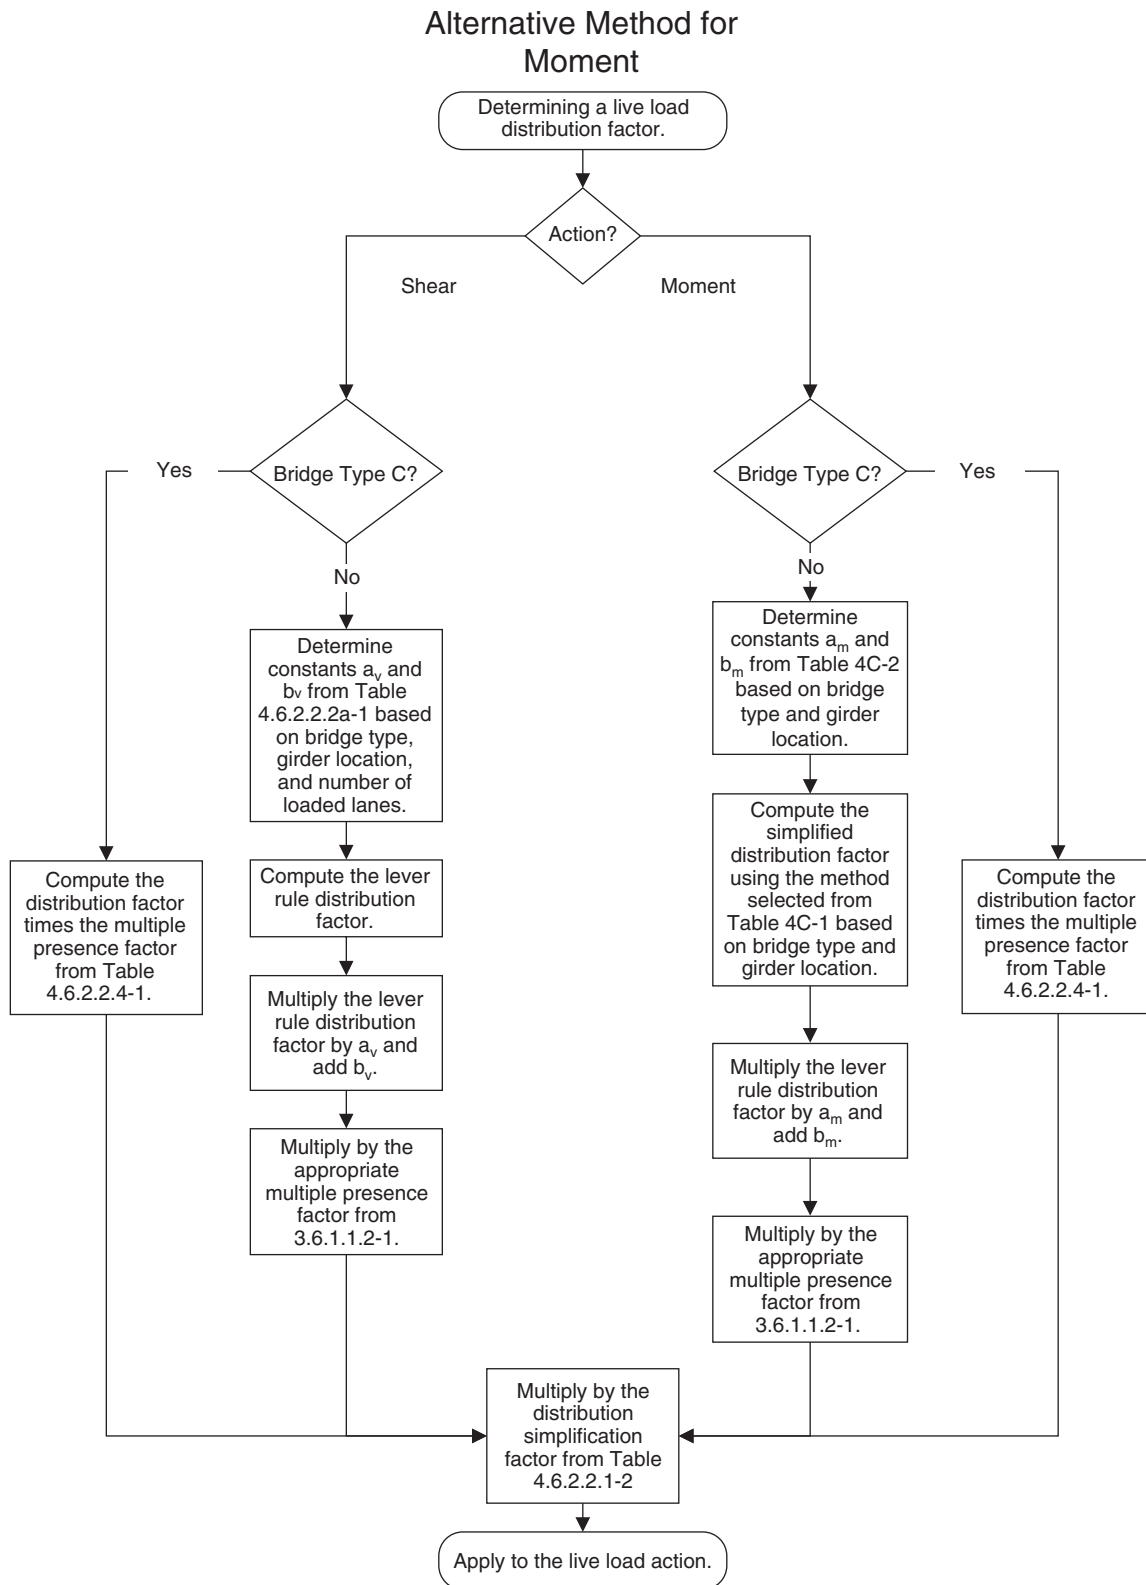 Alternative Method for
Moment
Determining a live load
distribution factor.
Action?
Shear
Moment
Yes
Bridge Type C?
Bridge Type C?
Yes
No
No
Determine
constants av and
bv from Table
4.6.2.2.2a-1 based
on bridge type,
girder location,
and number of
loaded lanes.
Determine
constants am and
bm from Table 4C-2
based on bridge
type and girder
location.
Compute the
simplified
distribution factor
using the method
selected from
Table 4C-1 based
on bridge type and
girder location.
Compute the
distribution factor
times the multiple
presence factor
from Table
4.6.2.2.4-1.
Compute the lever
rule distribution
factor.
Compute the
distribution factor
times the multiple
presence factor
from Table
4.6.2.2.4-1.
Multiply the lever
rule distribution
factor by av and
add bv.
Multiply the lever
rule distribution
factor by am and
add bm.
Multiply by the
appropriate
multiple presence
factor from
3.6.1.1.2-1.
Multiply by the
appropriate
multiple presence
factor from
3.6.1.1.2-1.
Multiply by the
distribution
simplification
factor from Table
4.6.2.2.1-2
Apply to the live load action.